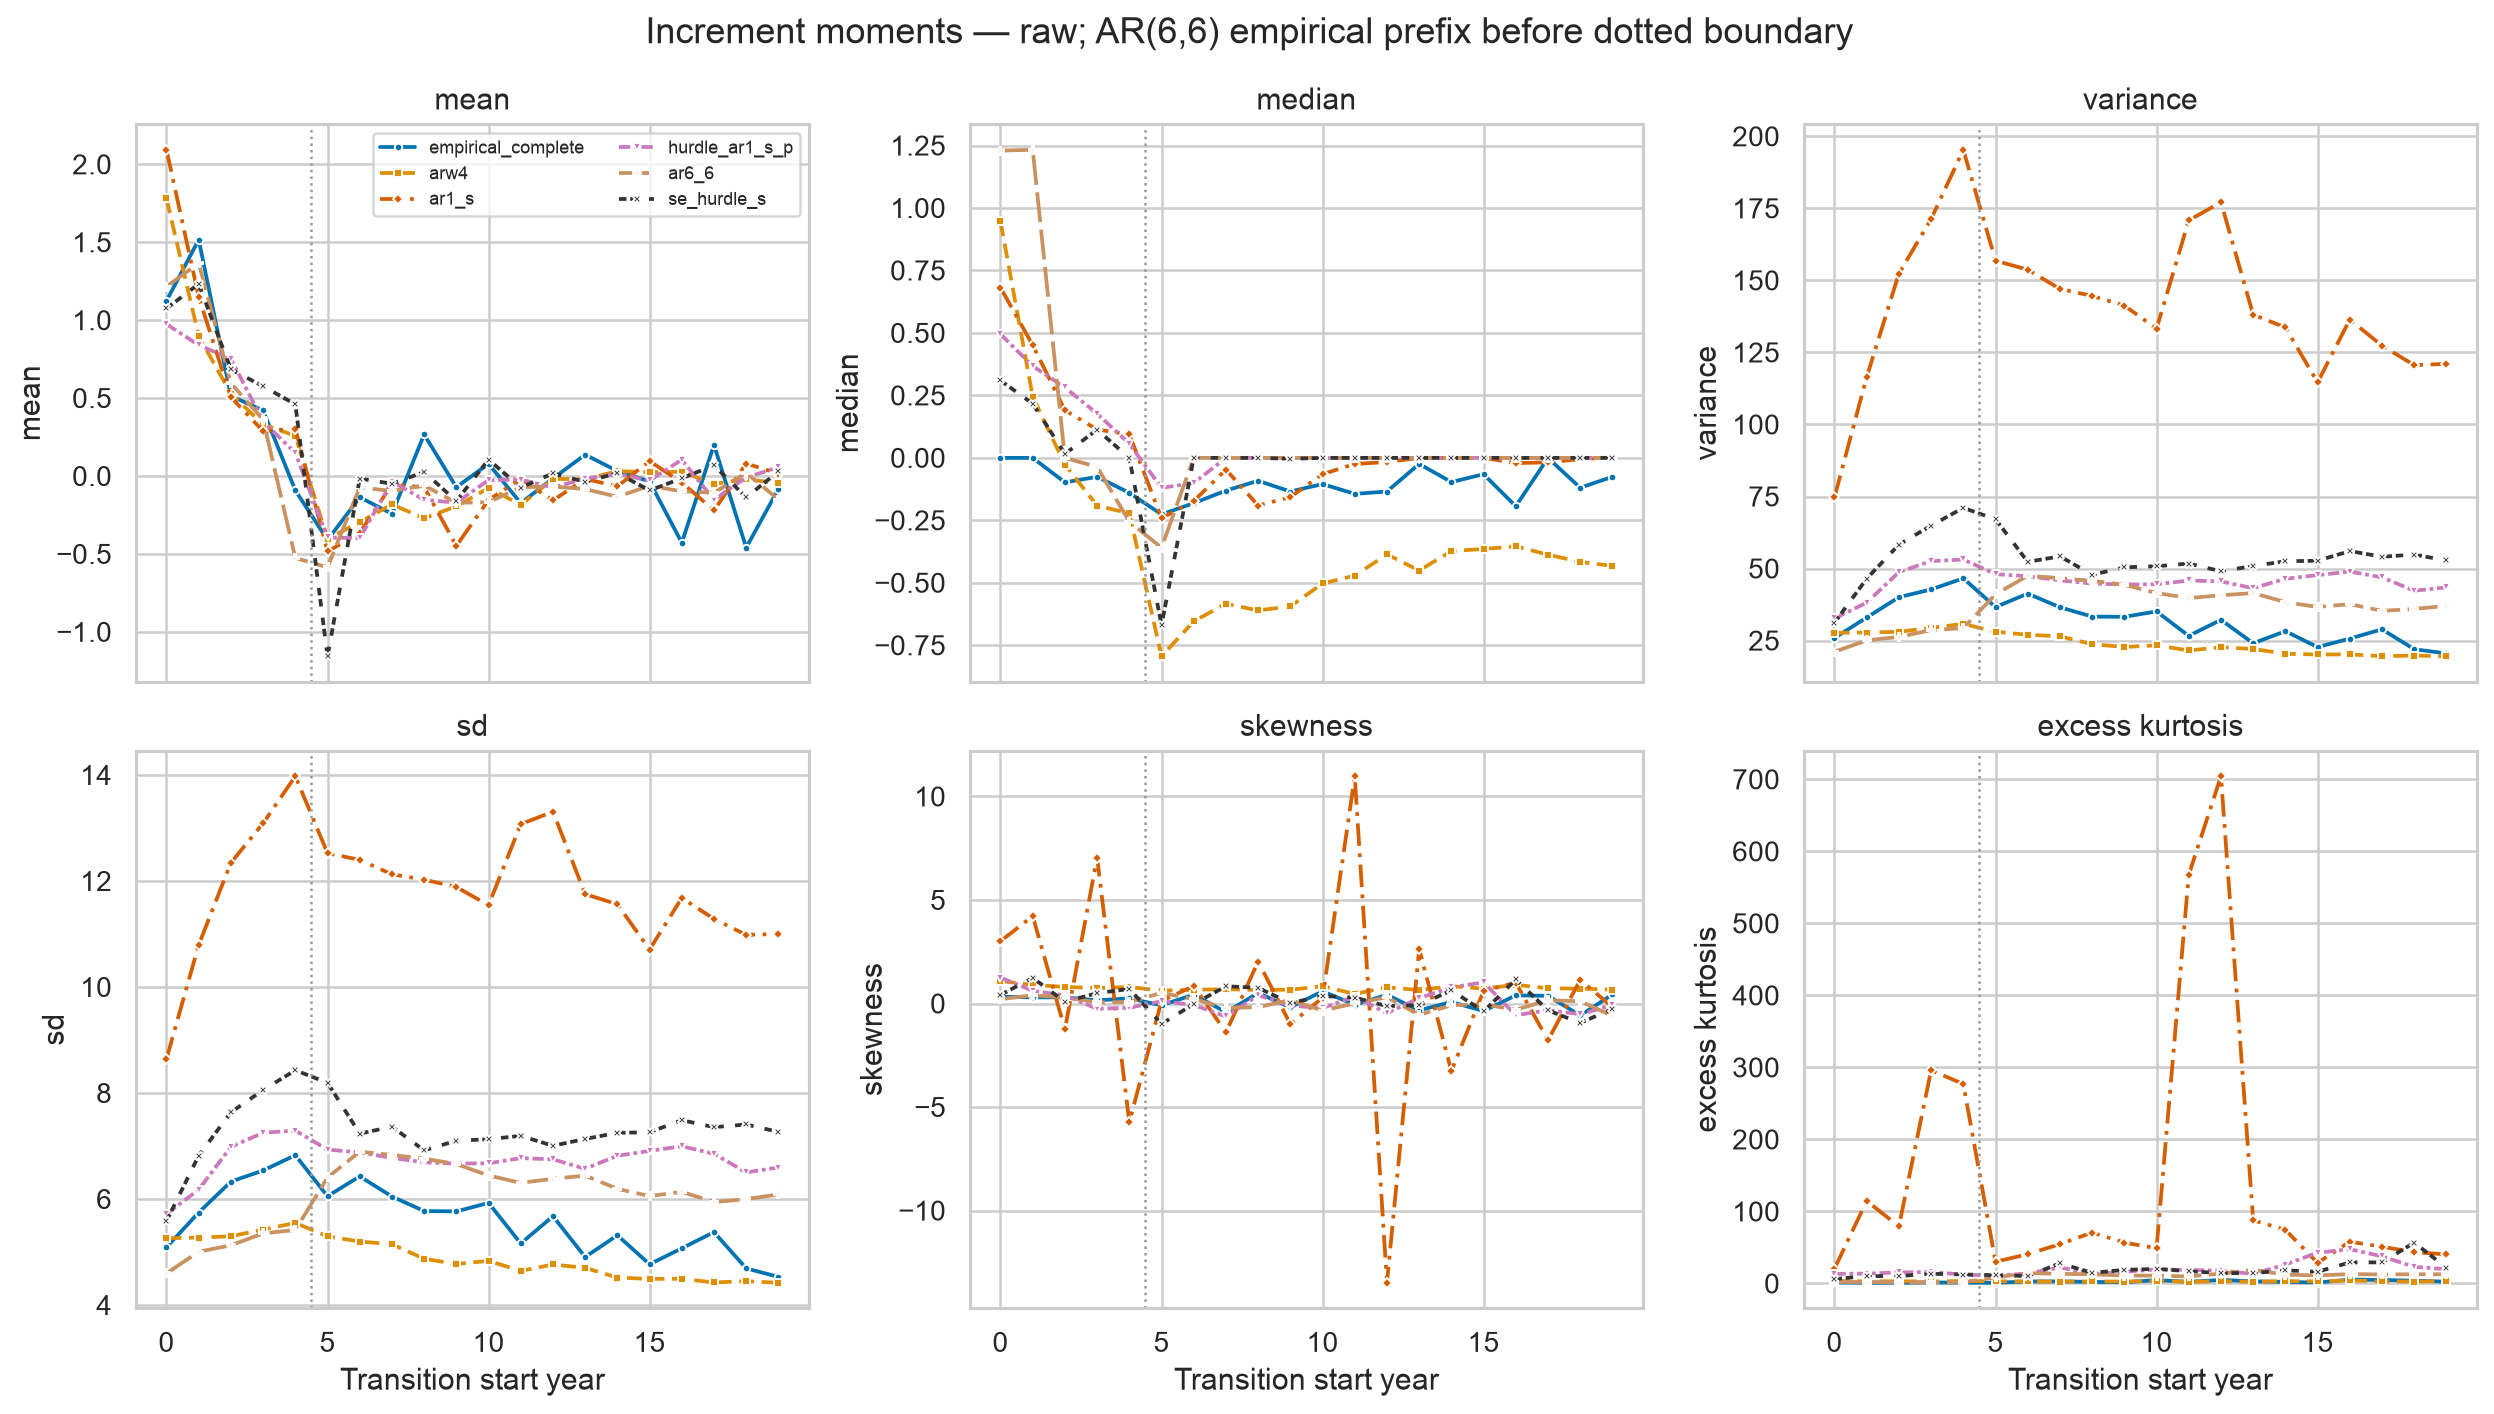 Increment moments — raw; AR(6,6) empirical prefix before dotted boundary
mean
mean
2.0
1.5
1.0
0.5
0.0
−0.5
−1.0
empirical_complete
arw4
ar1_s
hurdle_ar1_s_p
ar6_6
se_hurdle_s
median
median
1.25
1.00
0.75
0.50
0.25
0.00
−0.25
−0.50
−0.75
variance
variance
200
175
150
125
100
75
50
25
sd
sd
14
12
10
8
6
4
0
5
10
15
Transition start year
skewness
skewness
10
5
0
−5
−10
0
5
10
15
Transition start year
excess kurtosis
excess kurtosis
700
600
500
400
300
200
100
0
0
5
10
15
Transition start year